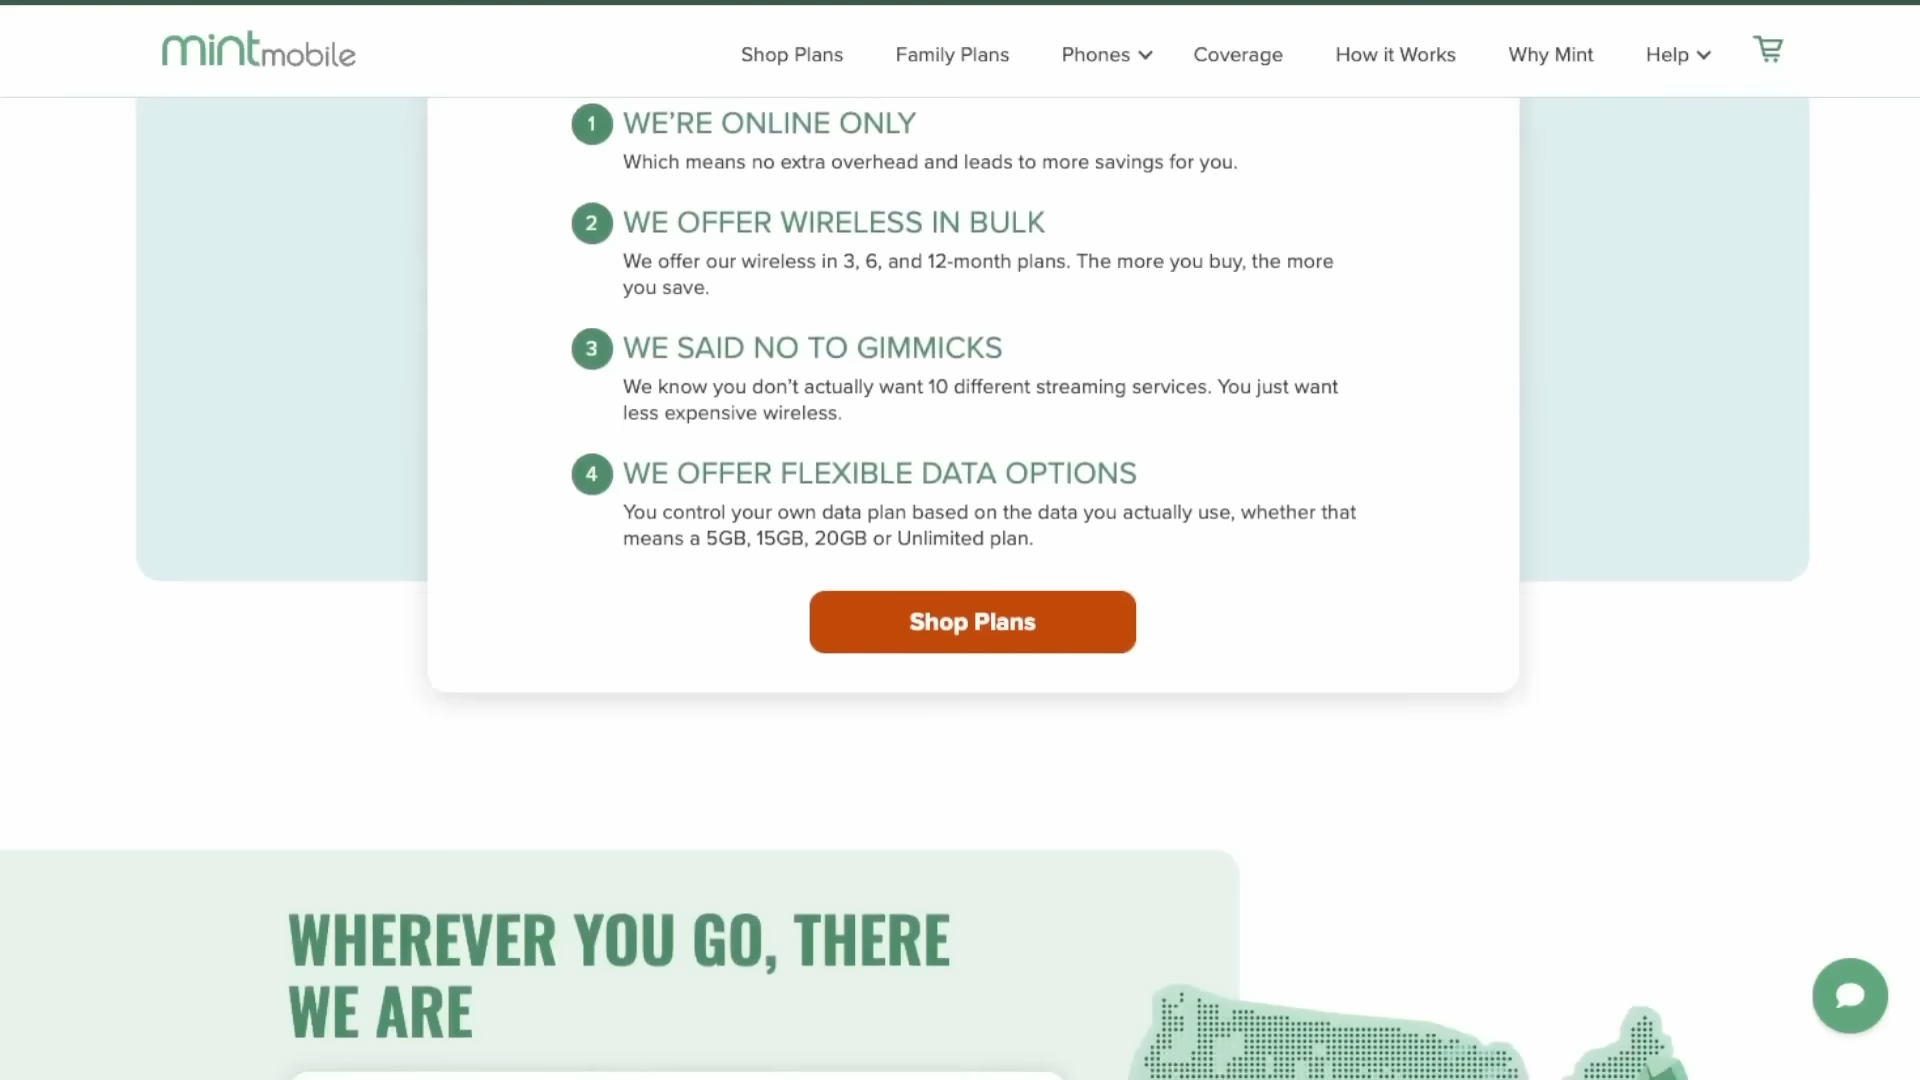 mintmobile
Shop Plans
Family Plans
Phones
Coverage
How it Works
Why Mint
Help
1 WE’RE ONLINE ONLY
Which means no extra overhead and leads to more savings for you.
2 WE OFFER WIRELESS IN BULK
We offer our wireless in 3, 6, and 12-month plans. The more you buy, the more
you save.
3 WE SAID NO TO GIMMICKS
We know you don’t actually want 10 different streaming services. You just want
less expensive wireless.
4 WE OFFER FLEXIBLE DATA OPTIONS
You control your own data plan based on the data you actually use, whether that
means a 5GB, 15GB, 20GB or Unlimited plan.
Shop Plans
WHEREVER YOU GO, THERE
WE ARE